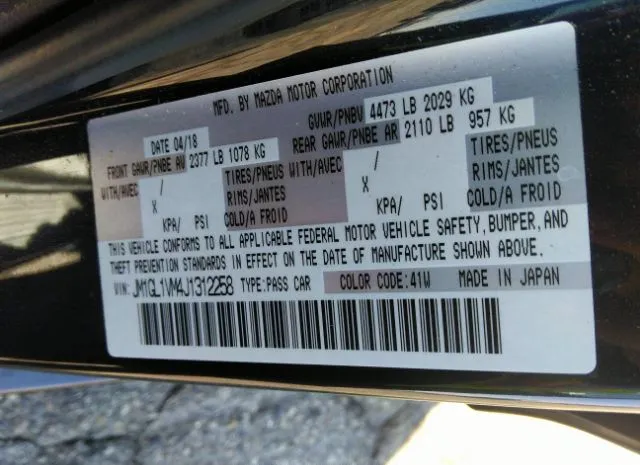 MFD. BY MAZDA MOTOR CORPORATION
DATE 04/18 GVWR/PNBV 4473 LB 2029 KG
FRONT GAWR/PNBE AV 2377 LB 1078 KG REAR GAWR/PNBE AR 2110 LB 957 KG
WITH/AVEC / TIRES/PNEUS WITH/AVEC / TIRES/PNEUS
X RIMS/JANTES X RIMS/JANTES
KPA/ PSI COLD/A FROID KPA/ PSI COLD/A FROID
THIS VEHICLE CONFORMS TO ALL APPLICABLE FEDERAL MOTOR VEHICLE SAFETY, BUMPER, AND
THEFT PREVENTION STANDARDS IN EFFECT ON THE DATE OF MANUFACTURE SHOWN ABOVE.
VIN: JM1GL1VM4J1312258 TYPE:PASS CAR COLOR CODE:41W MADE IN JAPAN